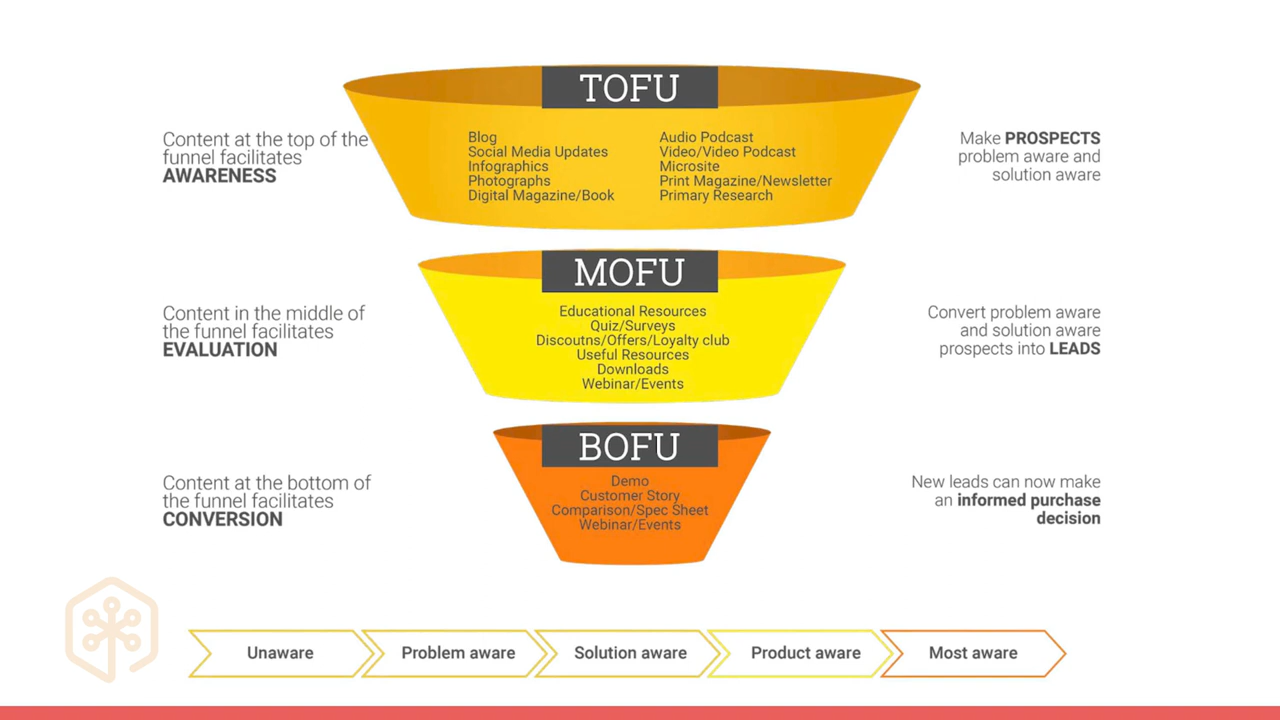 TOFU
Content at the top of the
funnel facilitates
AWARENESS
Blog
Social Media Updates
Infographics
Photographs
Digital Magazine/Book
Audio Podcast
Video/Video Podcast
Microsite
Print Magazine/Newsletter
Primary Research
Make PROSPECTS
problem aware and
solution aware
MOFU
Content in the middle of
the funnel facilitates
EVALUATION
Educational Resources
Quiz/Surveys
Discoutns/Offers/Loyalty club
Useful Resources
Downloads
Webinar/Events
Convert problem aware
and solution aware
prospects into LEADS
BOFU
Content at the bottom of
the funnel facilitates
CONVERSION
Demo
Customer Story
Comparison/Spec Sheet
Webinar/Events
New leads can now make
an informed purchase
decision
Unaware
Problem aware
Solution aware
Product aware
Most aware